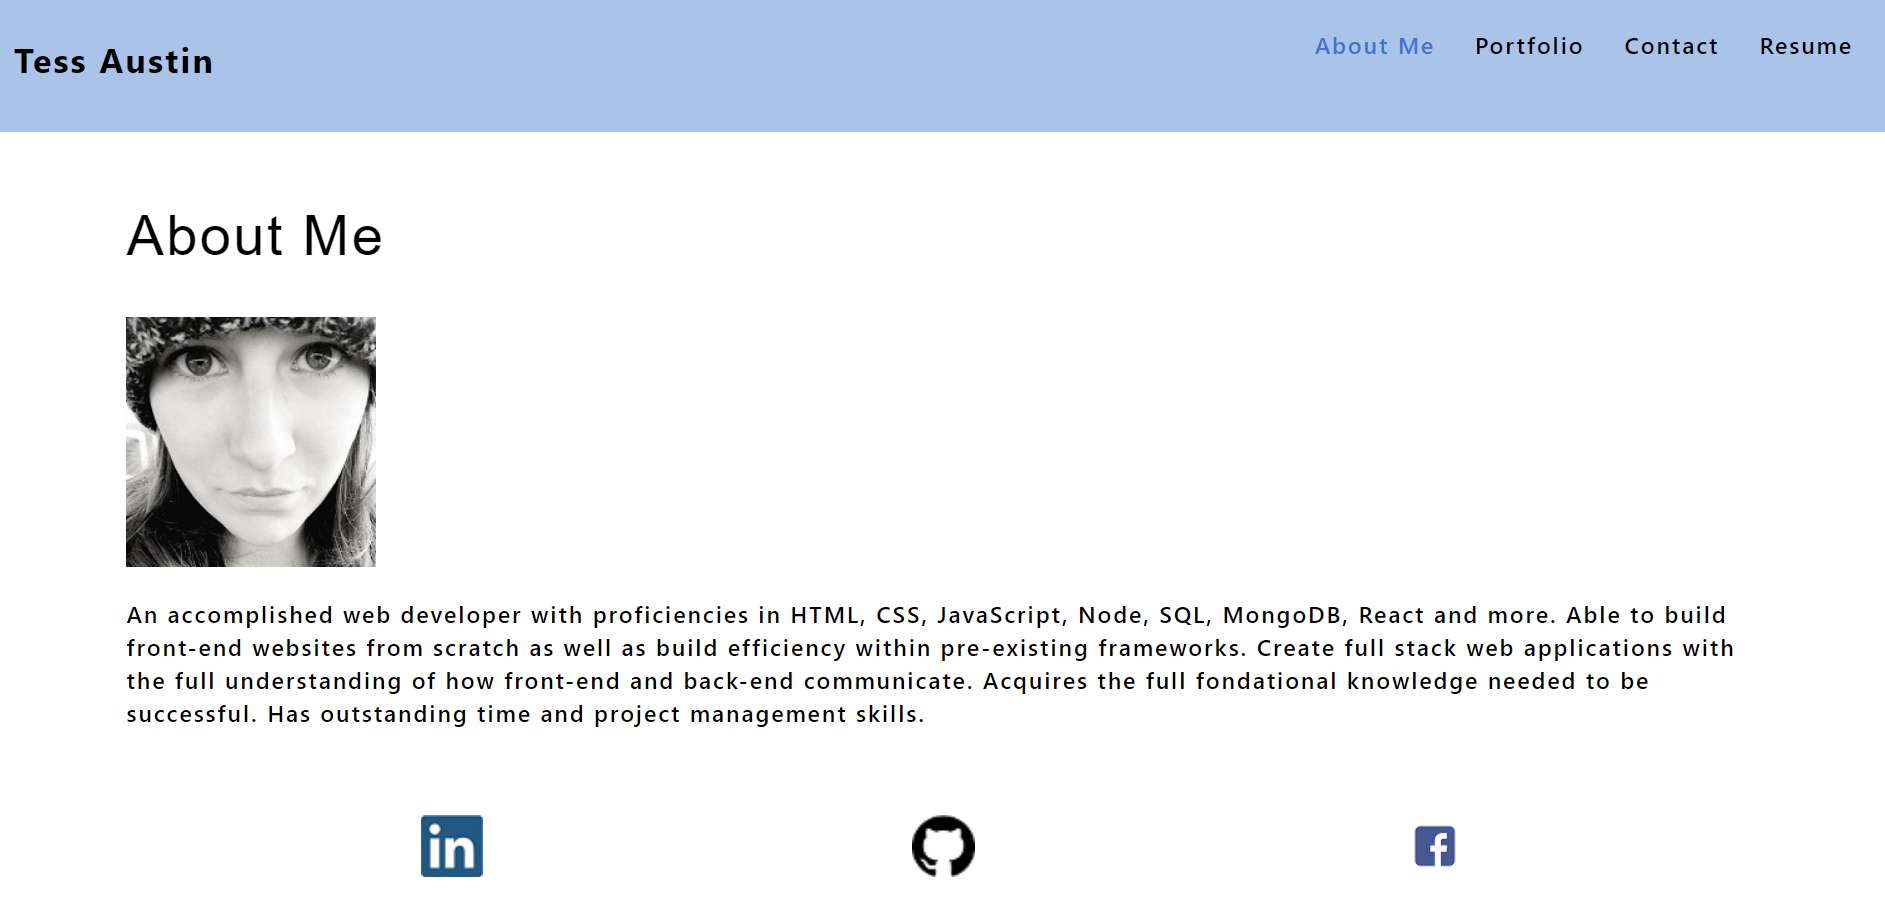 Tess Austin
About Me Portfolio Contact Resume
About Me
An accomplished web developer with proficiencies in HTML, CSS, JavaScript, Node, SQL, MongoDB, React and more. Able to build
front-end websites from scratch as well as build efficiency within pre-existing frameworks. Create full stack web applications with
the full understanding of how front-end and back-end communicate. Acquires the full fondational knowledge needed to be
successful. Has outstanding time and project management skills.
in
f